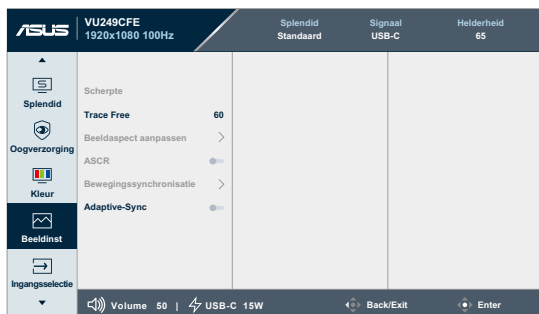 ASUS
VU249CFE
1920x1080 100Hz
Splendid
Standaard
Signaal
USB-C
Helderheid
65
Splendid
Oogverzorging
Kleur
Beeldinst
Ingangsselectie
Scherpte
Trace Free 60
Beeldaspect aanpassen
ASCR
Bewegingssynchronisatie
Adaptive-Sync
Volume 50 | USB-C 15W
Back/Exit
Enter